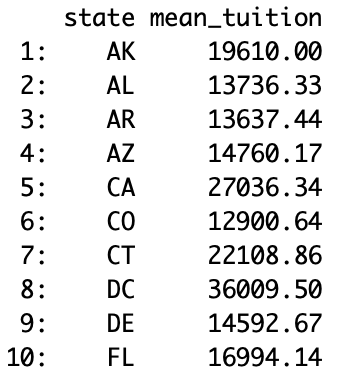 state mean_tuition
1: AK 19610.00
2: AL 13736.33
3: AR 13637.44
4: AZ 14760.17
5: CA 27036.34
6: CO 12900.64
7: CT 22108.86
8: DC 36009.50
9: DE 14592.67
10: FL 16994.14